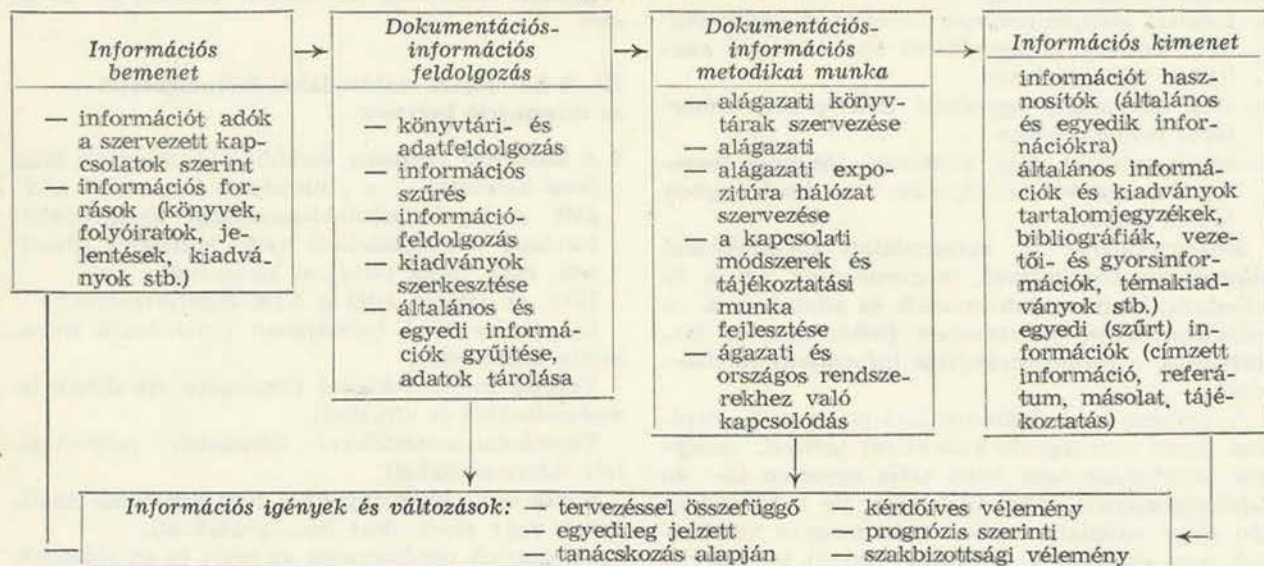 Információs
bemenet
— információt adók
a szervezett kap-
csolatok szerint
— információs for-
rások (könyvek,
folyóiratok, je-
lentések, kiadvá-
nyok stb.)
Dokumentációs-
információs
feldolgozás
— könyvtári- és
adatfeldolgozás
— információs
szűrés
— információ-
feldolgozás
— kiadványok
szerkesztése
— általános és
egyedi informá-
ciók gyűjtése,
adatok tárolása
Dokumentációs-
információs
metodikai munka
— alágazati könyv-
tárak szervezése
— alágazati
— alágazati expo-
zitúra hálózat
szervezése
— a kapcsolati
módszerek és
tájékoztatási
munka
fejlesztése
— ágazati és
országos rendsze-
rekhez való
kapcsolódás
Információs kimenet
információt hasz-
nosítók (általános
és egyedik infor-
nációkra)
általános informá-
ciók és kiadványok
tartalomjegyzékek,
bibliográfiák, veze-
tői- és gyorsinfor-
mációk, témakiad-
ványok stb.)
egyedi (szűrt) in-
formációk (címzett
információ, referá-
tum, másolat, tájé-
koztatás)
Információs igények és változások: — tervezéssel összefüggő
— egyedileg jelzett
— tanácskozás alapján
— kérdőíves vélemény
— prognózis szerinti
— szakbizottsági vélemény